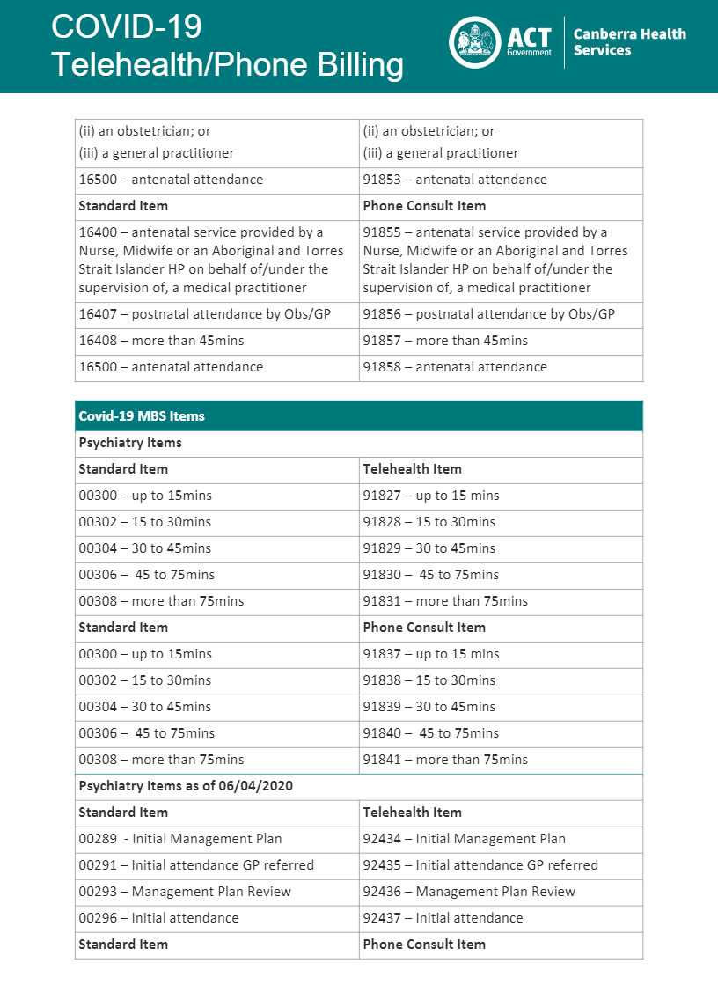 COVID-19
Telehealth/Phone Billing
ACT
Government
Canberra Health
Services
(ii) an obstetrician; or
(iii) a general practitioner
(ii) an obstetrician; or
(iii) a general practitioner
16500 – antenatal attendance
91853 – antenatal attendance
Standard Item
Phone Consult Item
16400 – antenatal service provided by a
Nurse, Midwife or an Aboriginal and Torres
Strait Islander HP on behalf of/under the
supervision of, a medical practitioner
91855 – antenatal service provided by a
Nurse, Midwife or an Aboriginal and Torres
Strait Islander HP on behalf of/under the
supervision of, a medical practitioner
16407 – postnatal attendance by Obs/GP
91856 – postnatal attendance by Obs/GP
16408 – more than 45mins
91857 – more than 45mins
16500 – antenatal attendance
91858 – antenatal attendance
Covid-19 MBS Items
Psychiatry Items
Standard Item
Telehealth Item
00300 – up to 15mins
91827 – up to 15 mins
00302 – 15 to 30mins
91828 – 15 to 30mins
00304 – 30 to 45mins
91829 – 30 to 45mins
00306 –  45 to 75mins
91830 –  45 to 75mins
00308 – more than 75mins
91831 – more than 75mins
Standard Item
Phone Consult Item
00300 – up to 15mins
91837 – up to 15 mins
00302 – 15 to 30mins
91838 – 15 to 30mins
00304 – 30 to 45mins
91839 – 30 to 45mins
00306 –  45 to 75mins
91840 –  45 to 75mins
00308 – more than 75mins
91841 – more than 75mins
Psychiatry Items as of 06/04/2020
Standard Item
Telehealth Item
00289  - Initial Management Plan
92434 – Initial Management Plan
00291 – Initial attendance GP referred
92435 – Initial attendance GP referred
00293 – Management Plan Review
92436 – Management Plan Review
00296 – Initial attendance
92437 – Initial attendance
Standard Item
Phone Consult Item